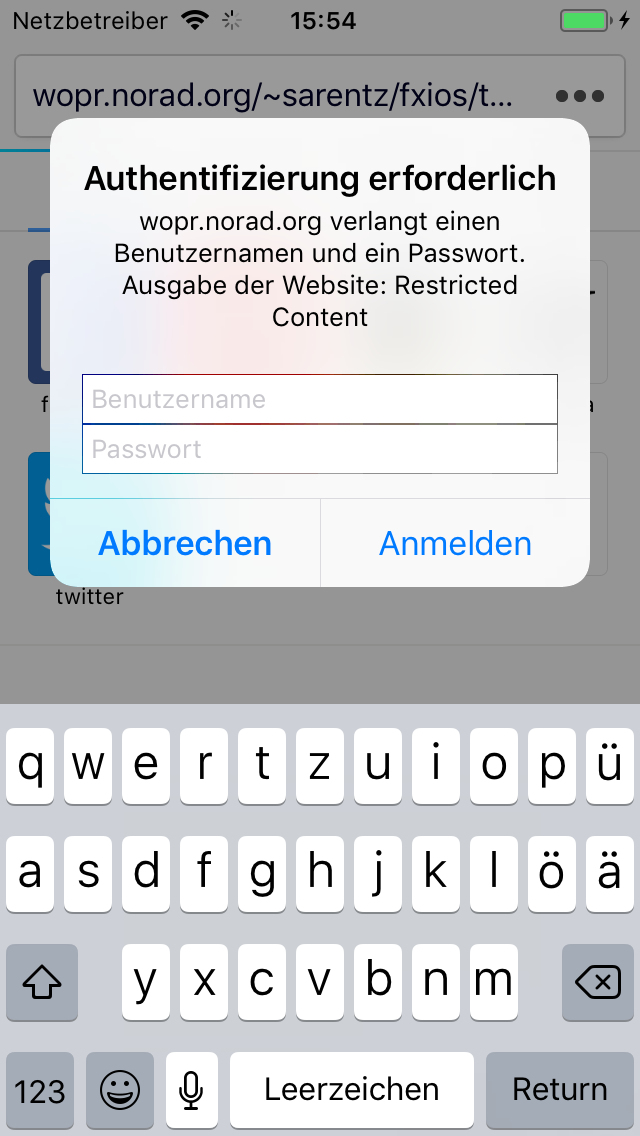 Netzbetreiber 15:54
wopr.norad.org/~sarentz/fxios/t... •••
Authentifizierung erforderlich
wopr.norad.org verlangt einen
Benutzernamen und ein Passwort.
Ausgabe der Website: Restricted
Content
Benutzername
Passwort
Abbrechen Anmelden
twitter
q w e r t z u i o p ü
a s d f g h j k l ö ä
y x c v b n m
123 Leerzeichen Return